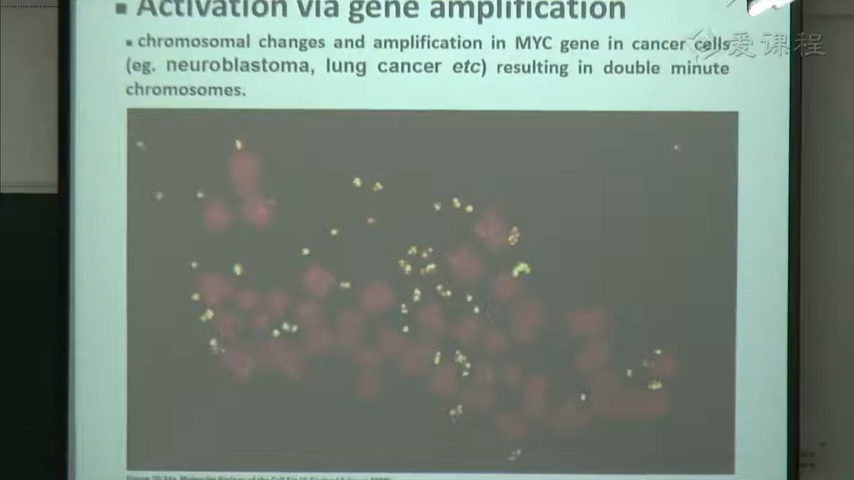 ▪ Activation via gene amplification
▪ chromosomal changes and amplification in MYC gene in cancer cells
爱课程
(eg. neuroblastoma, lung cancer etc) resulting in double minute
chromosomes.